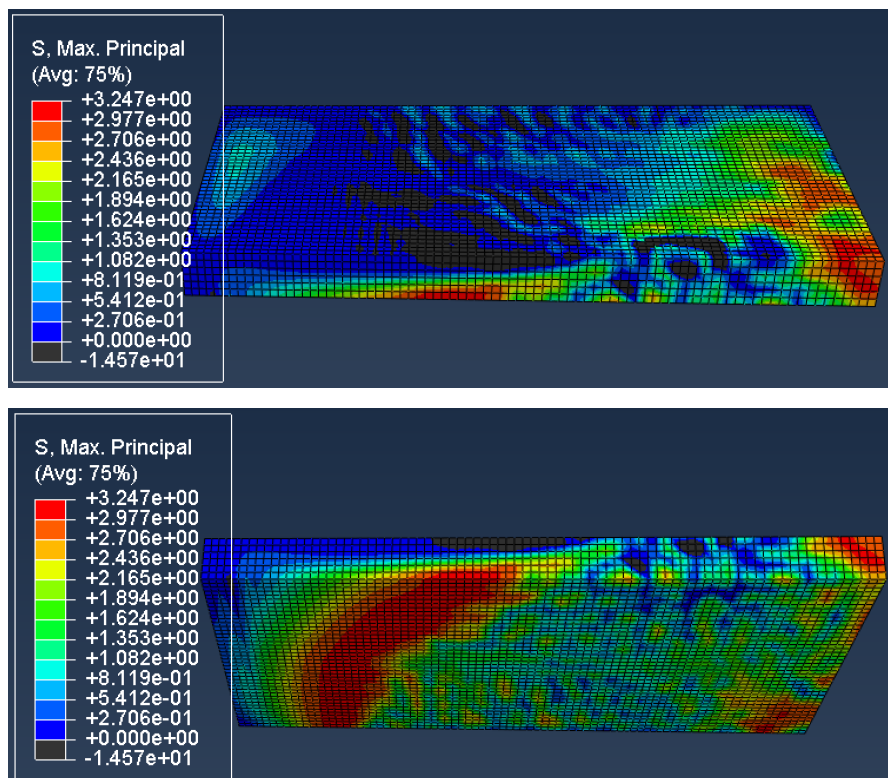 S, Max. Principal
(Avg: 75%)
+3.247e+00
+2.977e+00
+2.706e+00
+2.436e+00
+2.165e+00
+1.894e+00
+1.624e+00
+1.353e+00
+1.082e+00
+8.119e-01
+5.412e-01
+2.706e-01
+0.000e+00
-1.457e+01
S, Max. Principal
(Avg: 75%)
+3.247e+00
+2.977e+00
+2.706e+00
+2.436e+00
+2.165e+00
+1.894e+00
+1.624e+00
+1.353e+00
+1.082e+00
+8.119e-01
+5.412e-01
+2.706e-01
+0.000e+00
-1.457e+01